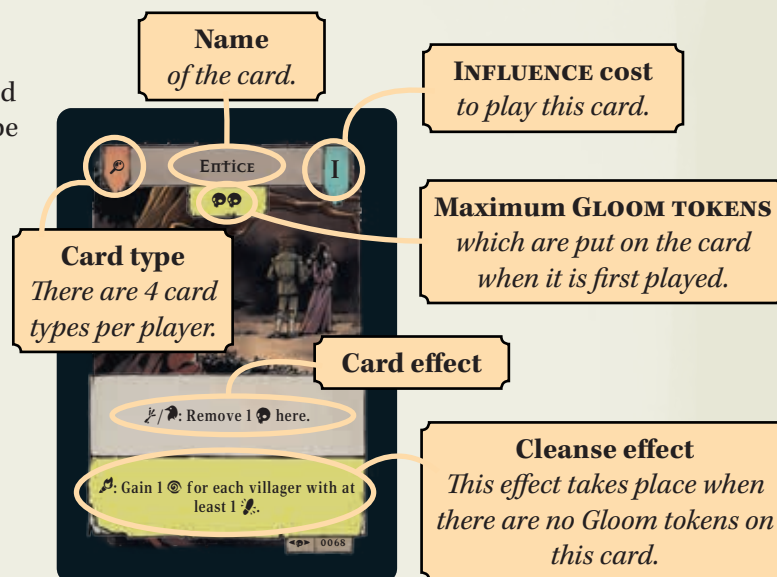 Name
of the card.
INFLUENCE cost
to play this card.
ENTICE
I
Maximum GLOOM TOKENS
which are put on the card
when it is first played.
Card type
There are 4 card
types per player.
Card effect
/ : Remove 1 here.
Cleanse effect
This effect takes place when
there are no Gloom tokens on
this card.
: Gain 1 for each villager with at
least 1 .
0068